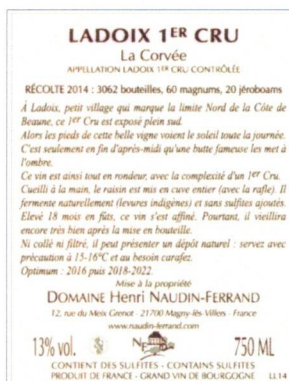 LADOIX 1ER CRU
La Corvée
APPELLATION LADOIX 1ER CRU CONTRÔLÉE
RÉCOLTE 2014 : 3062 bouteilles, 60 magnums, 20 jéroboams
À Ladoix, petit village qui marque la limite Nord de la Côte de
Beaune, ce 1er Cru est exposé plein sud.
Alors les pieds de cette belle vigne voient le soleil toute la journée.
C'est seulement en fin d'après-midi qu'une butte fameuse les met à
l'ombre.
Ce vin est ainsi tout en rondeur, avec la complexité d'un 1er Cru.
Cueilli à la main, le raisin est mis en cuve entier (avec la rafle). Il
fermente naturellement (levures indigènes) et sans sulfites ajoutés.
Elevé 18 mois en fûts, ce vin s'est affiné. Pourtant, il vieillira
encore très bien après la mise en bouteille.
Ni collé ni filtré, il peut présenter un dépôt naturel : servez avec
précaution à 15-16°C et au besoin carafez.
Optimum : 2016 puis 2018-2022.
Mise à la propriété
DOMAINE Henri NAUDIN-FERRAND
12, rue du Meix Grenot - 21700 Magny-lès-Villers - France
www.naudin-ferrand.com
13% vol. 750 ML
CONTIENT DES SULFITES - CONTAINS SULFITES
PRODUIT DE FRANCE - GRAND VIN DE BOURGOGNE LL14